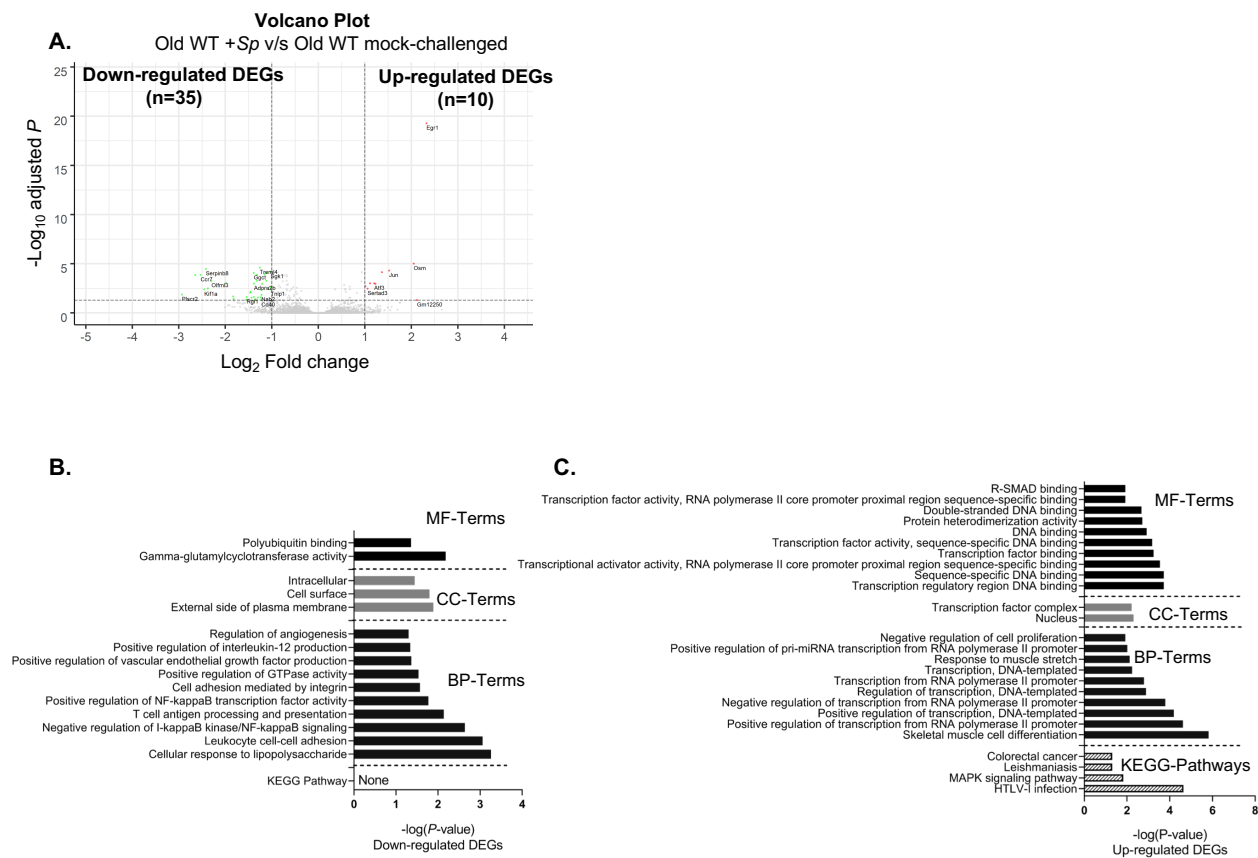 Volcano Plot
A.
Old WT +Sp v/s Old WT mock-challenged
Down-regulated DEGs
(n=35)
Up-regulated DEGs
(n=10)
-Log10 adjusted P
25
20
15
10
5
0
Egr1
Osm
Jun
Atf3
Sertad3
Gm12250
Serpinb8
Ccr2
Olfml3
Kif1a
Treml4
Ggct
Sgk1
Tnip1
Nab2
Cd40
-5 -4 -3 -2 -1 0 1 2 3 4
Log2 Fold change
B.
MF-Terms
Polyubiquitin binding
Gamma-glutamylcyclotransferase activity
Intracellular
Cell surface
External side of plasma membrane
CC-Terms
Regulation of angiogenesis
Positive regulation of interleukin-12 production
Positive regulation of vascular endothelial growth factor production
Positive regulation of GTPase activity
Cell adhesion mediated by integrin
Positive regulation of NF-kappaB transcription factor activity
T cell antigen processing and presentation
Negative regulation of I-kappaB kinase/NF-kappaB signaling
Leukocyte cell-cell adhesion
Cellular response to lipopolysaccharide
BP-Terms
KEGG Pathway
None
0 1 2 3 4
-log(P-value)
Down-regulated DEGs
C.
R-SMAD binding
Transcription factor activity, RNA polymerase II core promoter proximal region sequence-specific binding
Double-stranded DNA binding
Protein heterodimerization activity
DNA binding
Transcription factor activity, sequence-specific DNA binding
Transcription factor binding
Transcriptional activator activity, RNA polymerase II core promoter proximal region sequence-specific binding
Sequence-specific DNA binding
Transcription regulatory region DNA binding
MF-Terms
Transcription factor complex
Nucleus
CC-Terms
Negative regulation of cell proliferation
Positive regulation of pri-miRNA transcription from RNA polymerase II promoter
Response to muscle stretch
Transcription, DNA-templated
Transcription from RNA polymerase II promoter
Regulation of transcription, DNA-templated
Negative regulation of transcription from RNA polymerase II promoter
Positive regulation of transcription, DNA-templated
Positive regulation of transcription from RNA polymerase II promoter
Skeletal muscle cell differentiation
BP-Terms
Colorectal cancer
Leishmaniasis
MAPK signaling pathway
HTLV-I infection
KEGG-Pathways
0 2 4 6 8
-log(P-value)
Up-regulated DEGs